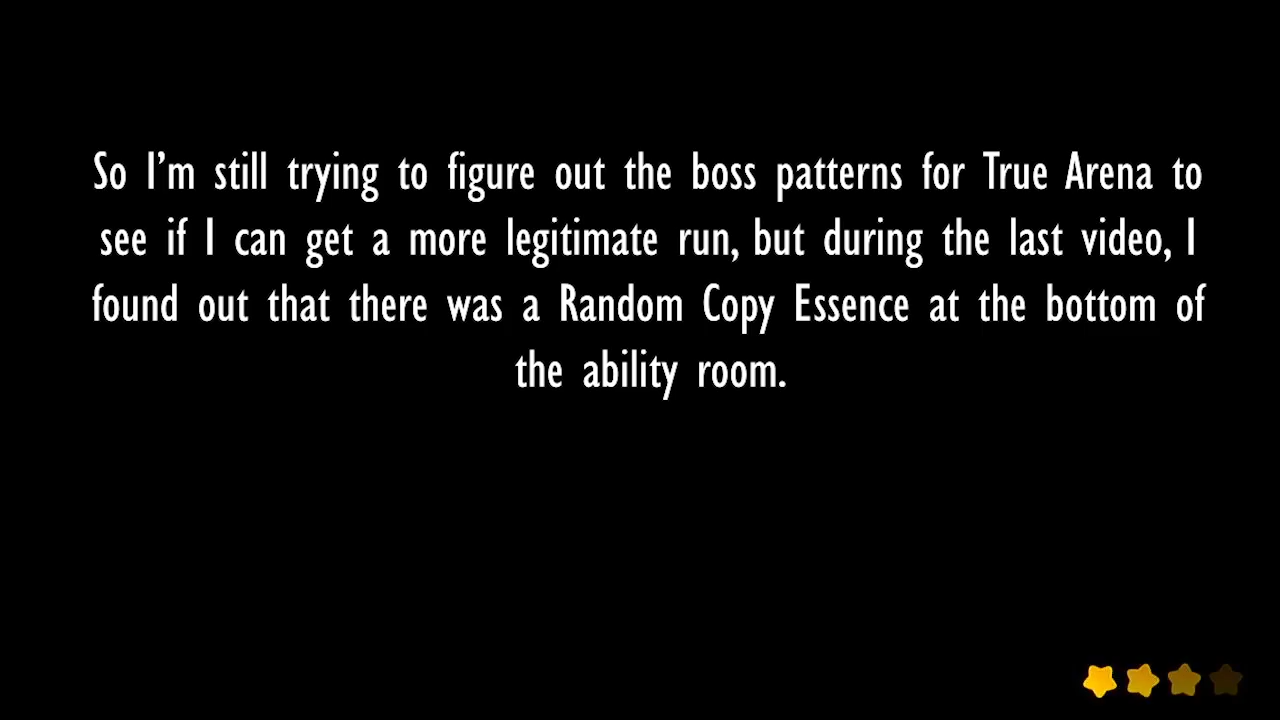 So I’m still trying to figure out the boss patterns for True Arena to
see if I can get a more legitimate run, but during the last video, I
found out that there was a Random Copy Essence at the bottom of
the ability room.